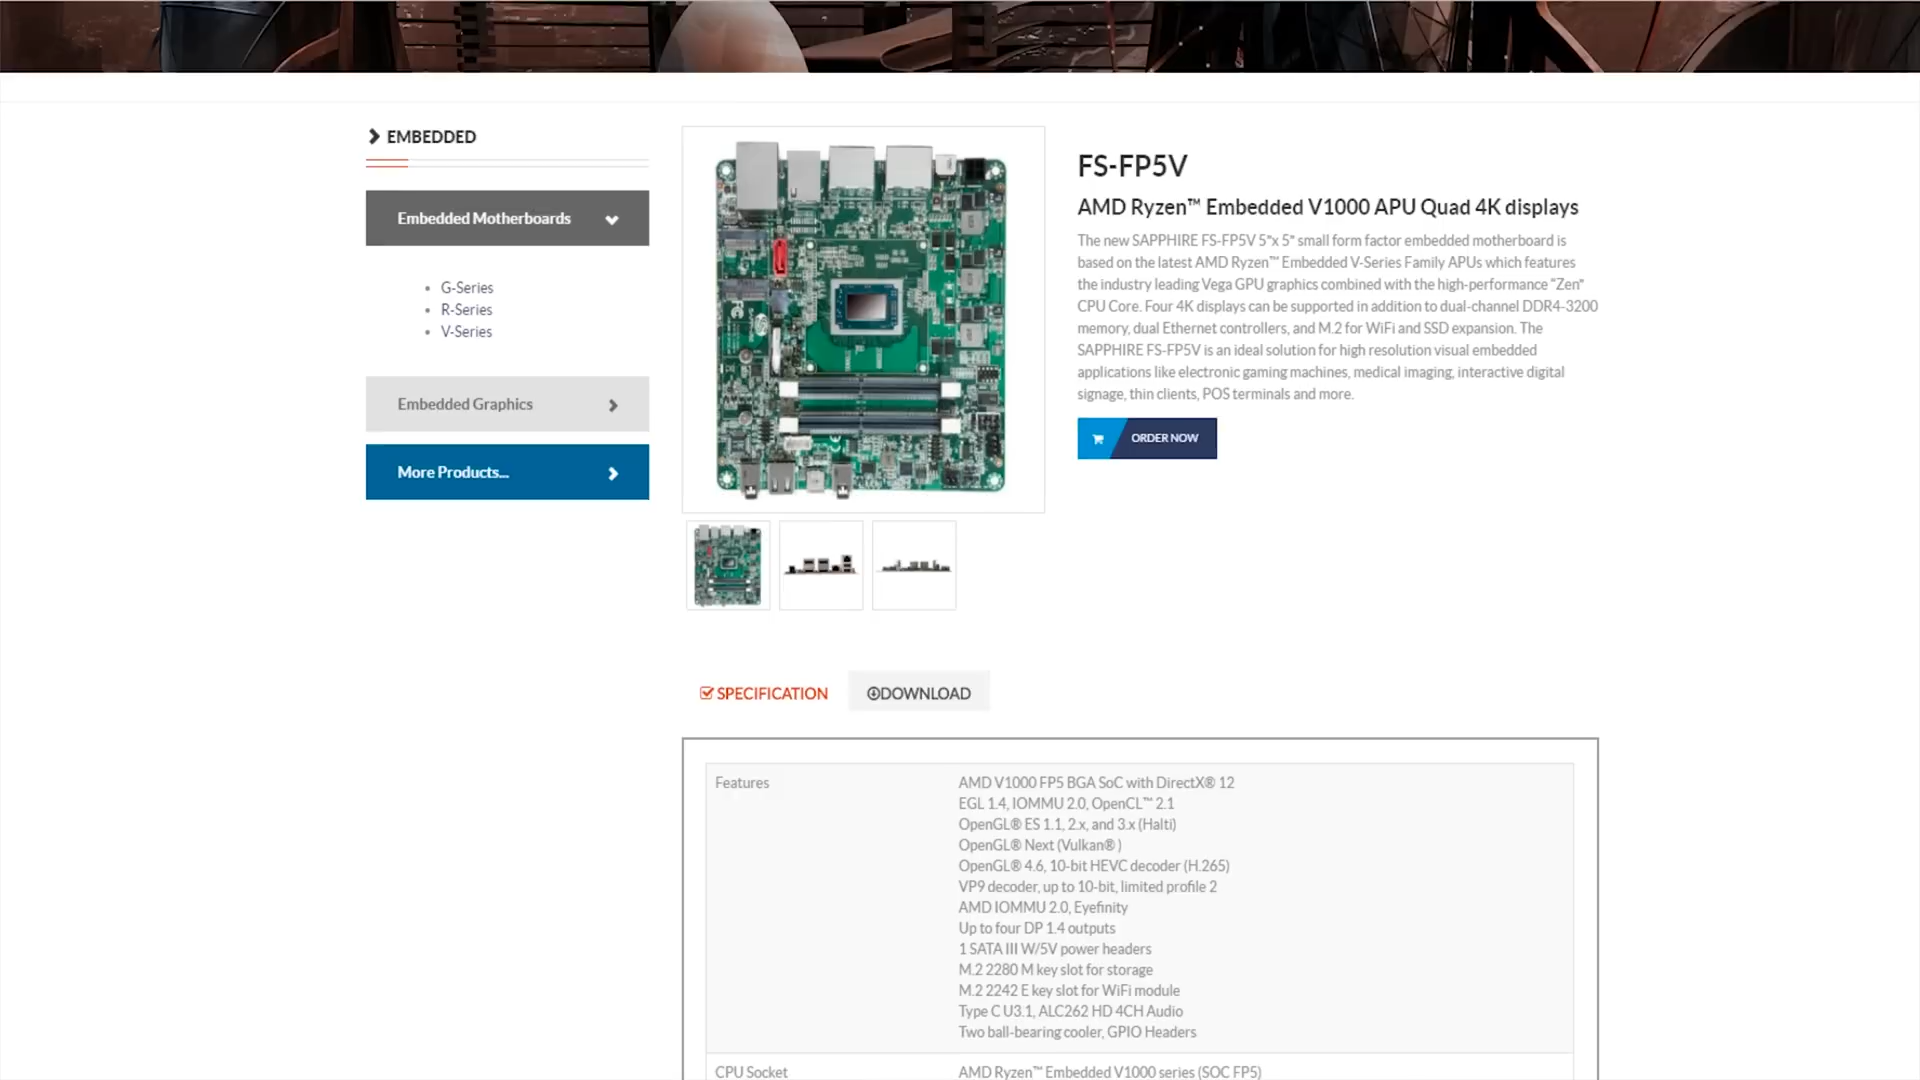 EMBEDDED
Embedded Motherboards
G-Series
R-Series
V-Series
Embedded Graphics
More Products...
FS-FP5V
AMD Ryzen™ Embedded V1000 APU Quad 4K displays
The new SAPPHIRE FS-FP5V 5"x 5" small form factor embedded motherboard is
based on the latest AMD Ryzen™ Embedded V-Series Family APUs which features
the industry leading Vega GPU graphics combined with the high-performance "Zen"
CPU Core. Four 4K displays can be supported in addition to dual-channel DDR4-3200
memory, dual Ethernet controllers, and M.2 for WiFi and SSD expansion. The
SAPPHIRE FS-FP5V is an ideal solution for high resolution visual embedded
applications like electronic gaming machines, medical imaging, interactive digital
signage, thin clients, POS terminals and more.
ORDER NOW
SPECIFICATION
DOWNLOAD
Features
AMD V1000 FP5 BGA SoC with DirectX® 12
EGL 1.4, IOMMU 2.0, OpenCL™ 2.1
OpenGL® ES 1.1, 2.x, and 3.x (Halti)
OpenGL® Next (Vulkan® )
OpenGL® 4.6, 10-bit HEVC decoder (H.265)
VP9 decoder, up to 10-bit, limited profile 2
AMD IOMMU 2.0, Eyefinity
Up to four DP 1.4 outputs
1 SATA III W/5V power headers
M.2 2280 M key slot for storage
M.2 2242 E key slot for WiFi module
Type C U3.1, ALC262 HD 4CH Audio
Two ball-bearing cooler, GPIO Headers
CPU Socket
AMD Ryzen™ Embedded V1000 series (SOC FP5)